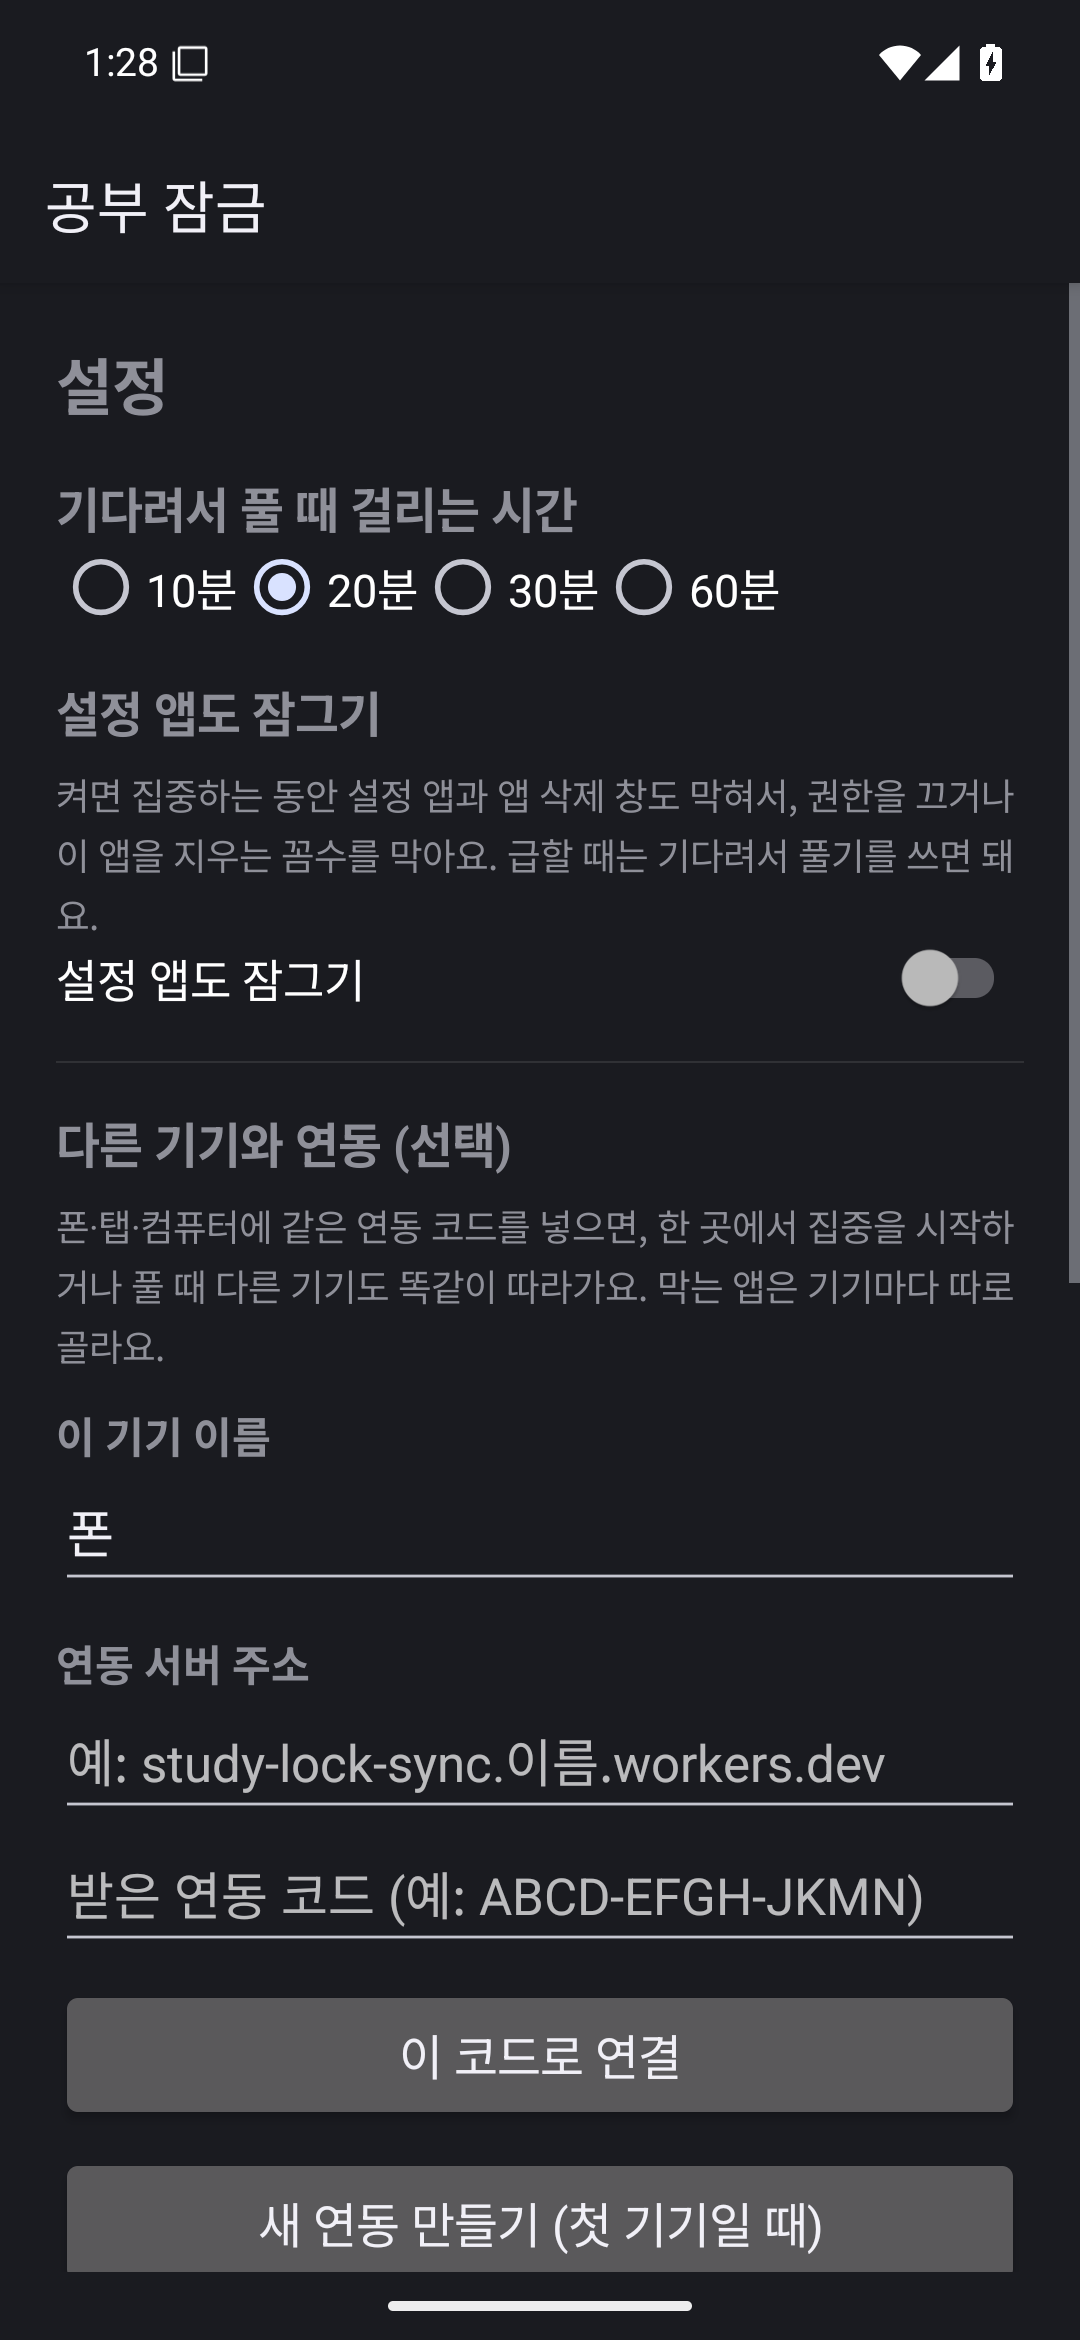 1:28
공부 잠금
설정
기다려서 풀 때 걸리는 시간
10분 20분 30분 60분
설정 앱도 잠그기
켜면 집중하는 동안 설정 앱과 앱 삭제 창도 막혀서, 권한을 끄거나
이 앱을 지우는 꼼수를 막아요. 급할 때는 기다려서 풀기를 쓰면 돼
요.
설정 앱도 잠그기
다른 기기와 연동 (선택)
폰·탭·컴퓨터에 같은 연동 코드를 넣으면, 한 곳에서 집중을 시작하
거나 풀 때 다른 기기도 똑같이 따라가요. 막는 앱은 기기마다 따로
골라요.
이 기기 이름
폰
연동 서버 주소
예: study-lock-sync.이름.workers.dev
받은 연동 코드 (예: ABCD-EFGH-JKMN)
이 코드로 연결
새 연동 만들기 (첫 기기일 때)